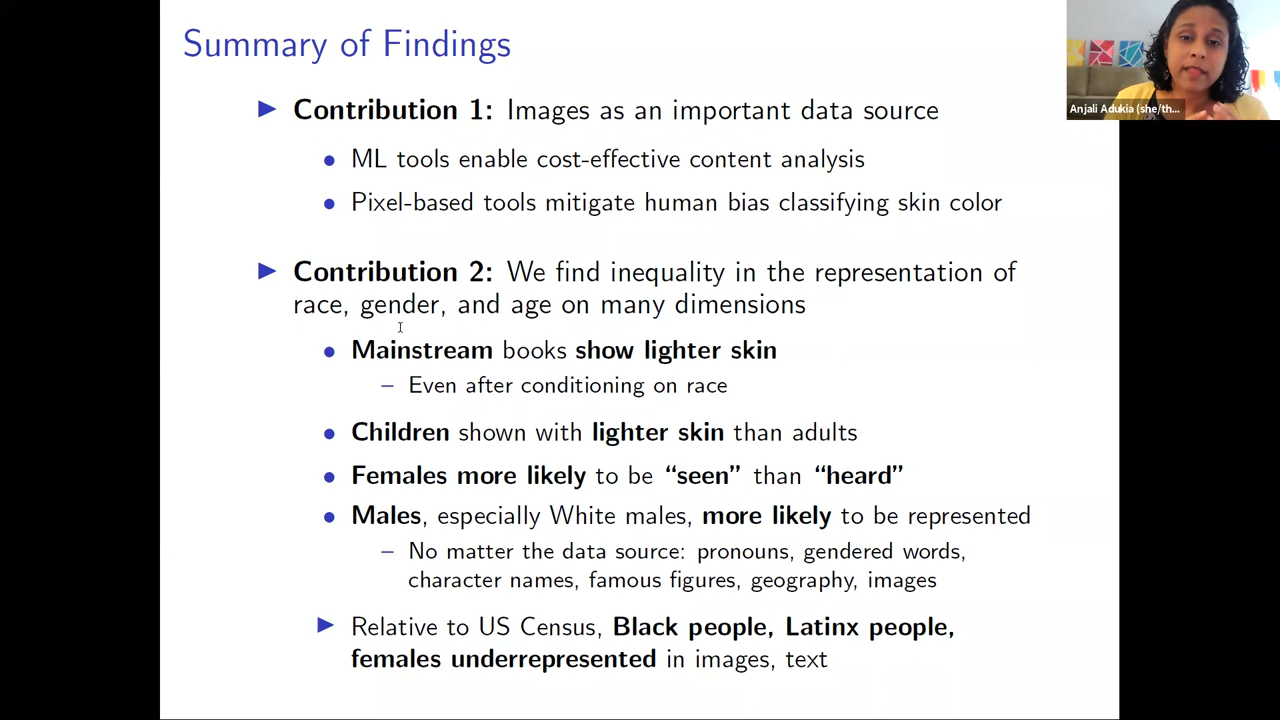 Summary of Findings
Contribution 1: Images as an important data source
ML tools enable cost-effective content analysis
Pixel-based tools mitigate human bias classifying skin color
Contribution 2: We find inequality in the representation of
race, gender, and age on many dimensions
Mainstream books show lighter skin
– Even after conditioning on race
Children shown with lighter skin than adults
Females more likely to be “seen” than “heard”
Males, especially White males, more likely to be represented
– No matter the data source: pronouns, gendered words,
character names, famous figures, geography, images
Relative to US Census, Black people, Latinx people,
females underrepresented in images, text
Anjali Adukia (she/th...